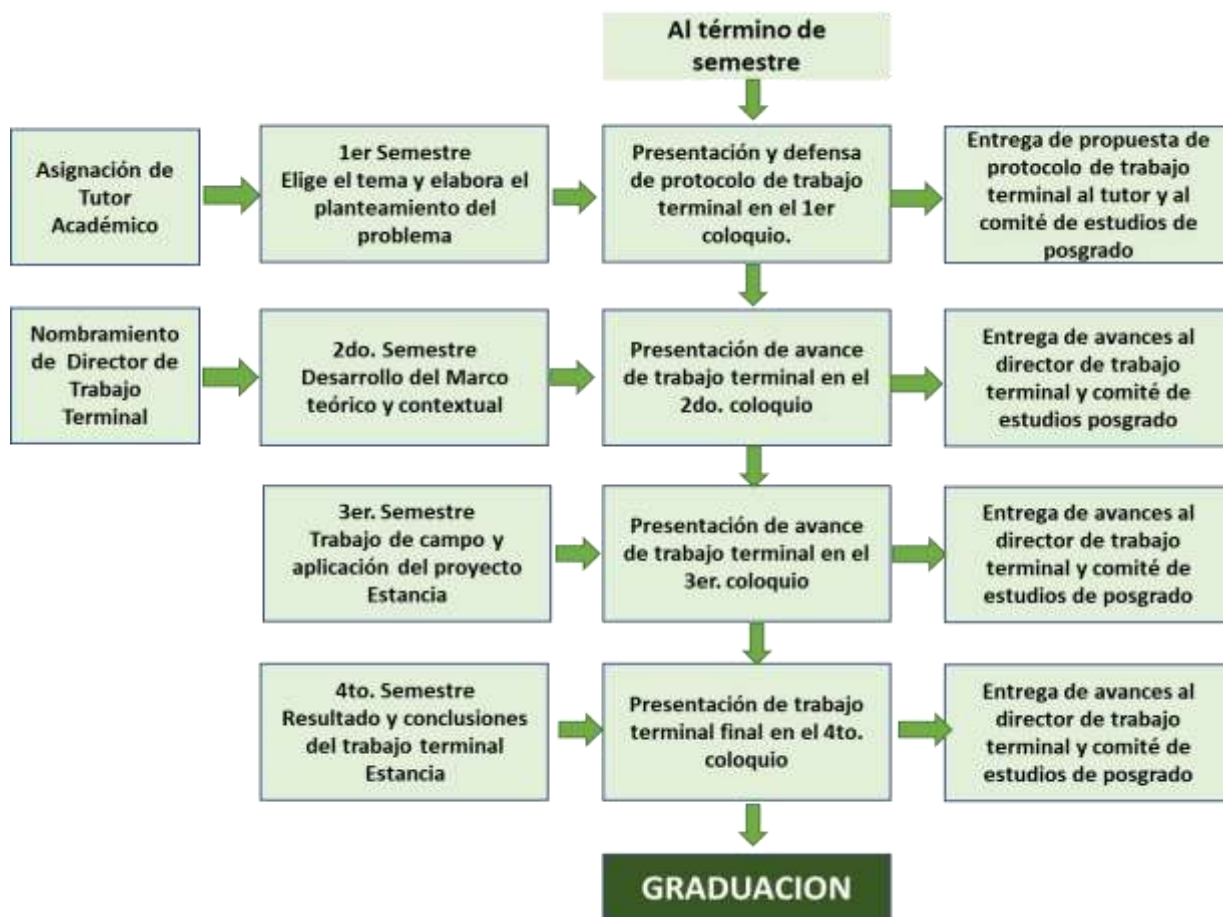 Al término de
semestre
Asignación de
Tutor
Académico
1er Semestre
Elige el tema y elabora el
planteamiento del
problema
Presentación y defensa
de protocolo de trabajo
terminal en el 1er
coloquio.
Entrega de propuesta de
protocolo de trabajo
terminal al tutor y al
comité de estudios de
posgrado
Nombramiento
de Director de
Trabajo
Terminal
2do. Semestre
Desarrollo del Marco
teórico y contextual
Presentación de avance
de trabajo terminal en el
2do. coloquio
Entrega de avances al
director de trabajo
terminal y comité de
estudios posgrado
3er. Semestre
Trabajo de campo y
aplicación del proyecto
Estancia
Presentación de avance
de trabajo terminal en el
3er. coloquio
Entrega de avances al
director de trabajo
terminal y comité de
estudios de posgrado
4to. Semestre
Resultado y conclusiones
del trabajo terminal
Estancia
Presentación de trabajo
terminal final en el 4to.
coloquio
Entrega de avances al
director de trabajo
terminal y comité de
estudios de posgrado
GRADUACION